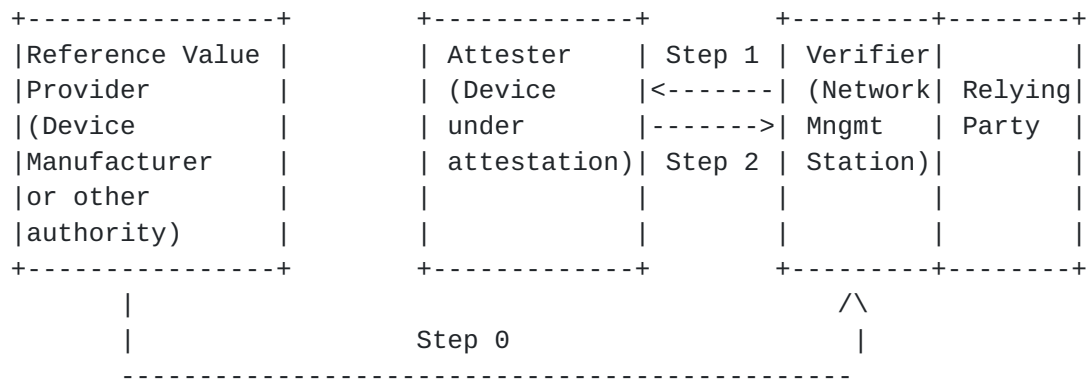 +----------------+        +-------------+        +---------+--------+
|Reference Value |        | Attester    | Step 1 | Verifier|        |
|Provider        |        | (Device     |<-------| (Network| Relying|
|(Device         |        | under       |------->| Mngmt   | Party  |
|Manufacturer    |        | attestation)| Step 2 | Station)|        |
|or other        |        |             |        |         |        |
|authority)      |        |             |        |         |        |
+----------------+        +-------------+        +---------+--------+
       |                                             /\
       |                  Step 0                      |
       -----------------------------------------------